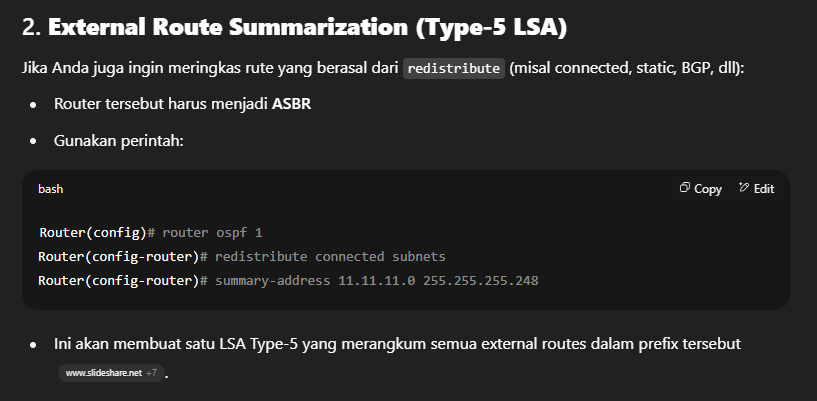 2. External Route Summarization (Type-5 LSA)
Jika Anda juga ingin meringkas rute yang berasal dari redistribute (misal connected, static, BGP, dll):
• Router tersebut harus menjadi ASBR
• Gunakan perintah:
bash Copy Edit
Router(config)# router ospf 1
Router(config-router)# redistribute connected subnets
Router(config-router)# summary-address 11.11.11.0 255.255.255.248
• Ini akan membuat satu LSA Type-5 yang merangkum semua external routes dalam prefix tersebut
www.slideshare.net +7 .